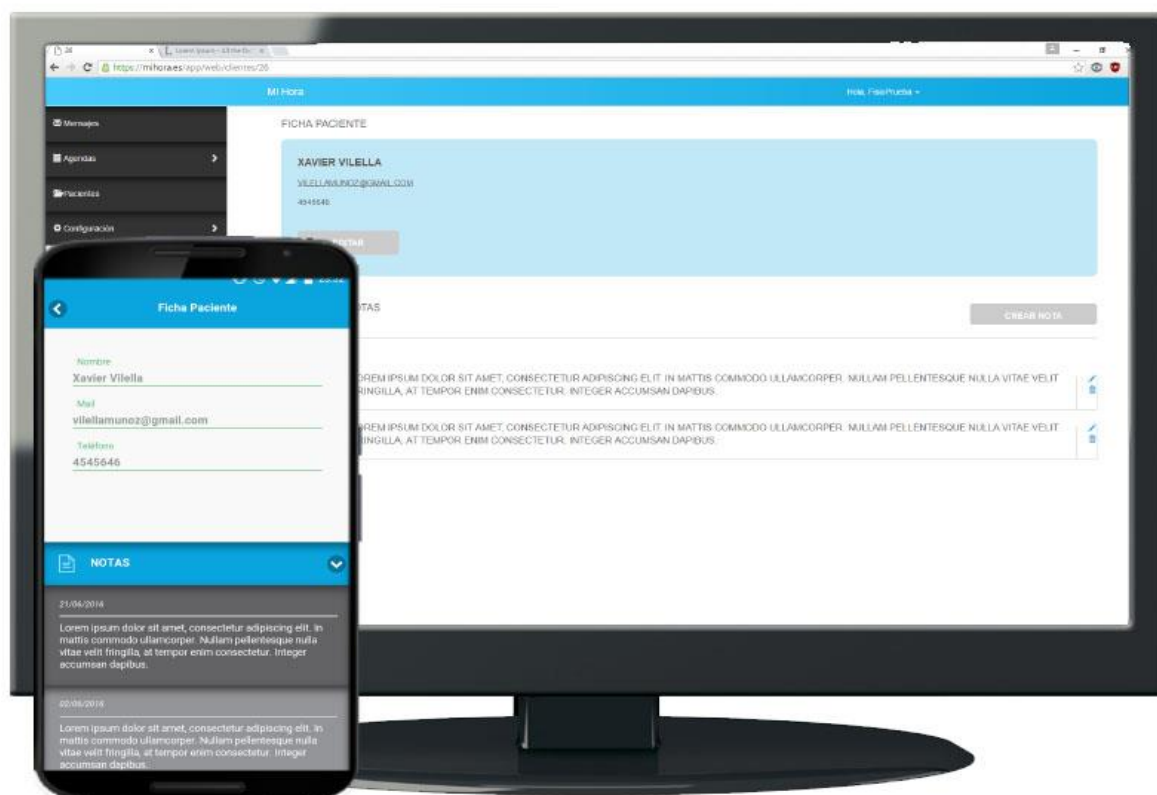 https://mihora.es/app/web/clientes/26
Mi Hora
Hola, FisioPrueba
Mensajes
Agendas
Pacientes
Configuración
FICHA PACIENTE
XAVIER VILELLA
VILELLAMUNOZ@GMAIL.COM
4545646
EDITAR
OTAS
CREAR NOTA
OREM IPSUM DOLOR SIT AMET, CONSECTETUR ADIPISCING ELIT. IN MATTIS COMMODO ULLAMCORPER. NULLAM PELLENTESQUE NULLA VITAE VELIT
RINGILLA, AT TEMPOR ENIM CONSECTETUR. INTEGER ACCUMSAN DAPIBUS.
OREM IPSUM DOLOR SIT AMET, CONSECTETUR ADIPISCING ELIT. IN MATTIS COMMODO ULLAMCORPER. NULLAM PELLENTESQUE NULLA VITAE VELIT
RINGILLA, AT TEMPOR ENIM CONSECTETUR. INTEGER ACCUMSAN DAPIBUS.
Ficha Paciente
Nombre
Xavier Vilella
Mail
vilellamunoz@gmail.com
Teléfono
4545646
NOTAS
21/06/2016
Lorem ipsum dolor sit amet, consectetur adipiscing elit. In
mattis commodo ullamcorper. Nullam pellentesque nulla
vitae velit fringilla, at tempor enim consectetur. Integer
accumsan dapibus.
02/06/2016
Lorem ipsum dolor sit amet, consectetur adipiscing elit. In
mattis commodo ullamcorper. Nullam pellentesque nulla
vitae velit fringilla, at tempor enim consectetur. Integer
accumsan dapibus.